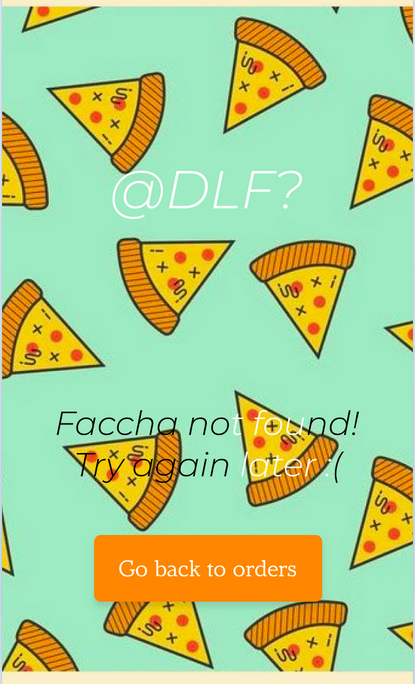 @DLF?
Faccha not found!
Try again later :(
Go back to orders